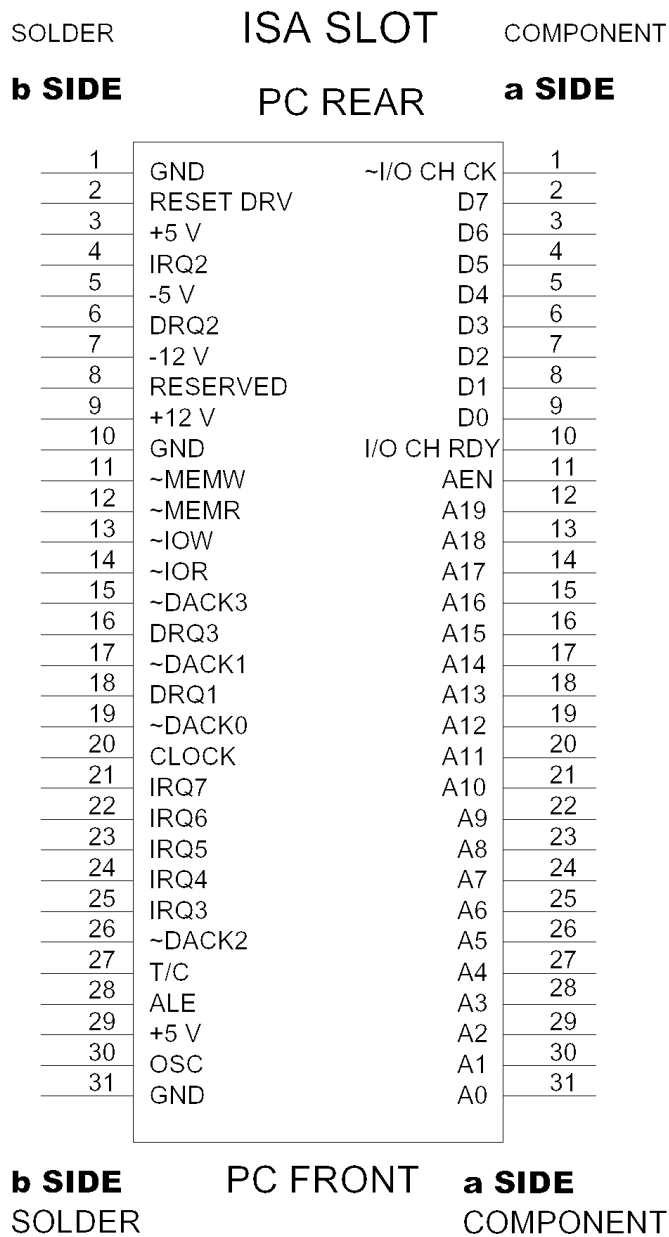 SOLDER ISA SLOT COMPONENT
b SIDE PC REAR a SIDE
1 GND ~I/O CH CK 1
2 RESET DRV D7 2
3 +5 V D6 3
4 IRQ2 D5 4
5 -5 V D4 5
6 DRQ2 D3 6
7 -12 V D2 7
8 RESERVED D1 8
9 +12 V D0 9
10 GND I/O CH RDY 10
11 ~MEMW AEN 11
12 ~MEMR A19 12
13 ~IOW A18 13
14 ~IOR A17 14
15 ~DACK3 A16 15
16 DRQ3 A15 16
17 ~DACK1 A14 17
18 DRQ1 A13 18
19 ~DACK0 A12 19
20 CLOCK A11 20
21 IRQ7 A10 21
22 IRQ6 A9 22
23 IRQ5 A8 23
24 IRQ4 A7 24
25 IRQ3 A6 25
26 ~DACK2 A5 26
27 T/C A4 27
28 ALE A3 28
29 +5 V A2 29
30 OSC A1 30
31 GND A0 31
b SIDE PC FRONT a SIDE
SOLDER COMPONENT